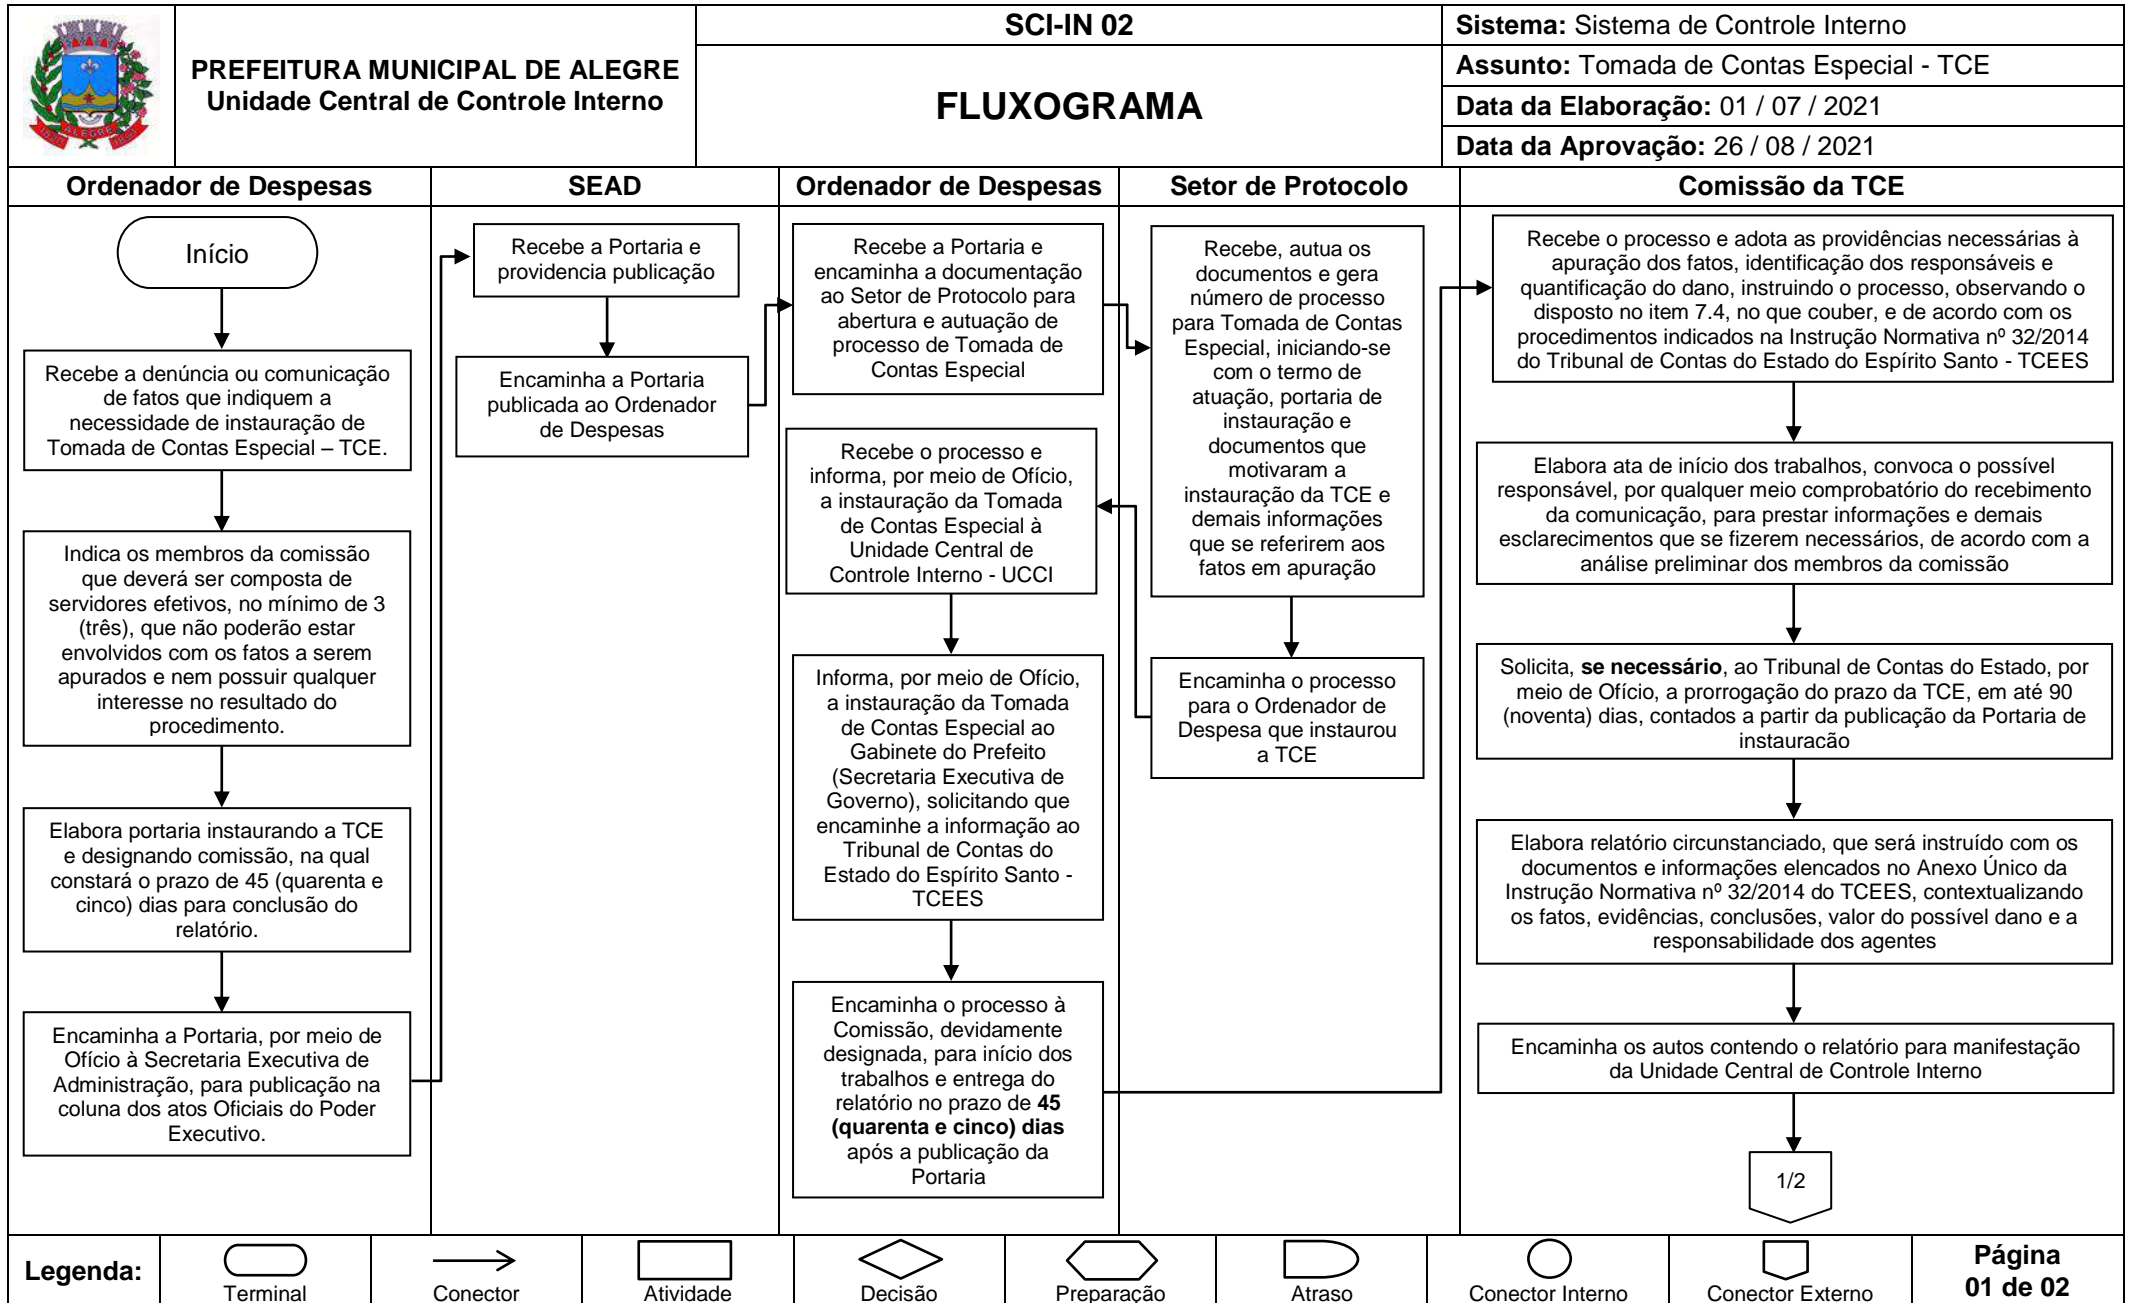 PREFEITURA MUNICIPAL DE ALEGRE
Unidade Central de Controle Interno
SCI-IN 02
FLUXOGRAMA
Sistema: Sistema de Controle Interno
Assunto: Tomada de Contas Especial - TCE
Data da Elaboração: 01 / 07 / 2021
Data da Aprovação: 26 / 08 / 2021
ALEGRE
Ordenador de Despesas
Início
Recebe a denúncia ou comunicação
de fatos que indiquem a
necessidade de instauração de
Tomada de Contas Especial – TCE.
Indica os membros da comissão
que deverá ser composta de
servidores efetivos, no mínimo de 3
(três), que não poderão estar
envolvidos com os fatos a serem
apurados e nem possuir qualquer
interesse no resultado do
procedimento.
Elabora portaria instaurando a TCE
e designando comissão, na qual
constará o prazo de 45 (quarenta e
cinco) dias para conclusão do
relatório.
Encaminha a Portaria, por meio de
Ofício à Secretaria Executiva de
Administração, para publicação na
coluna dos atos Oficiais do Poder
Executivo.
SEAD
Recebe a Portaria e
providencia publicação
Encaminha a Portaria
publicada ao Ordenador
de Despesas
Ordenador de Despesas
Recebe a Portaria e
encaminha a documentação
ao Setor de Protocolo para
abertura e autuação de
processo de Tomada de
Contas Especial
Recebe o processo e
informa, por meio de Ofício,
a instauração da Tomada
de Contas Especial à
Unidade Central de
Controle Interno - UCCI
Informa, por meio de Ofício,
a instauração da Tomada
de Contas Especial ao
Gabinete do Prefeito
(Secretaria Executiva de
Governo), solicitando que
encaminhe a informação ao
Tribunal de Contas do
Estado do Espírito Santo -
TCEES
Encaminha o processo à
Comissão, devidamente
designada, para início dos
trabalhos e entrega do
relatório no prazo de 45
(quarenta e cinco) dias
após a publicação da
Portaria
Setor de Protocolo
Recebe, autua os
documentos e gera
número de processo
para Tomada de Contas
Especial, iniciando-se
com o termo de
atuação, portaria de
instauração e
documentos que
motivaram a
instauração da TCE e
demais informações
que se referirem aos
fatos em apuração
Encaminha o processo
para o Ordenador de
Despesa que instaurou
a TCE
Comissão da TCE
Recebe o processo e adota as providências necessárias à
apuração dos fatos, identificação dos responsáveis e
quantificação do dano, instruindo o processo, observando o
disposto no item 7.4, no que couber, e de acordo com os
procedimentos indicados na Instrução Normativa nº 32/2014
do Tribunal de Contas do Estado do Espírito Santo - TCEES
Elabora ata de início dos trabalhos, convoca o possível
responsável, por qualquer meio comprobatório do recebimento
da comunicação, para prestar informações e demais
esclarecimentos que se fizerem necessários, de acordo com a
análise preliminar dos membros da comissão
Solicita, se necessário, ao Tribunal de Contas do Estado, por
meio de Ofício, a prorrogação do prazo da TCE, em até 90
(noventa) dias, contados a partir da publicação da Portaria de
instauracão
Elabora relatório circunstanciado, que será instruído com os
documentos e informações elencados no Anexo Único da
Instrução Normativa nº 32/2014 do TCEES, contextualizando
os fatos, evidências, conclusões, valor do possível dano e a
responsabilidade dos agentes
Encaminha os autos contendo o relatório para manifestação
da Unidade Central de Controle Interno
1/2
Legenda:
Terminal
Conector
Atividade
Decisão
Preparação
Atraso
Conector Interno
Conector Externo
Página
01 de 02